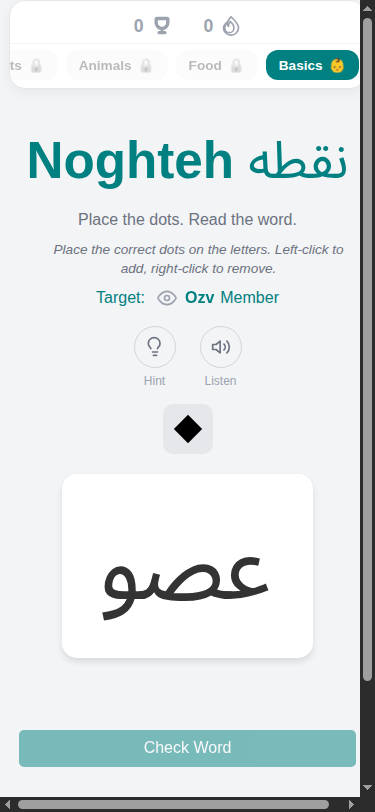 0 0
ts Animals Food Basics
Noghteh نقطه
Place the dots. Read the word.
Place the correct dots on the letters. Left-click to
add, right-click to remove.
Target: Ozv Member
Hint Listen
عصو
Check Word